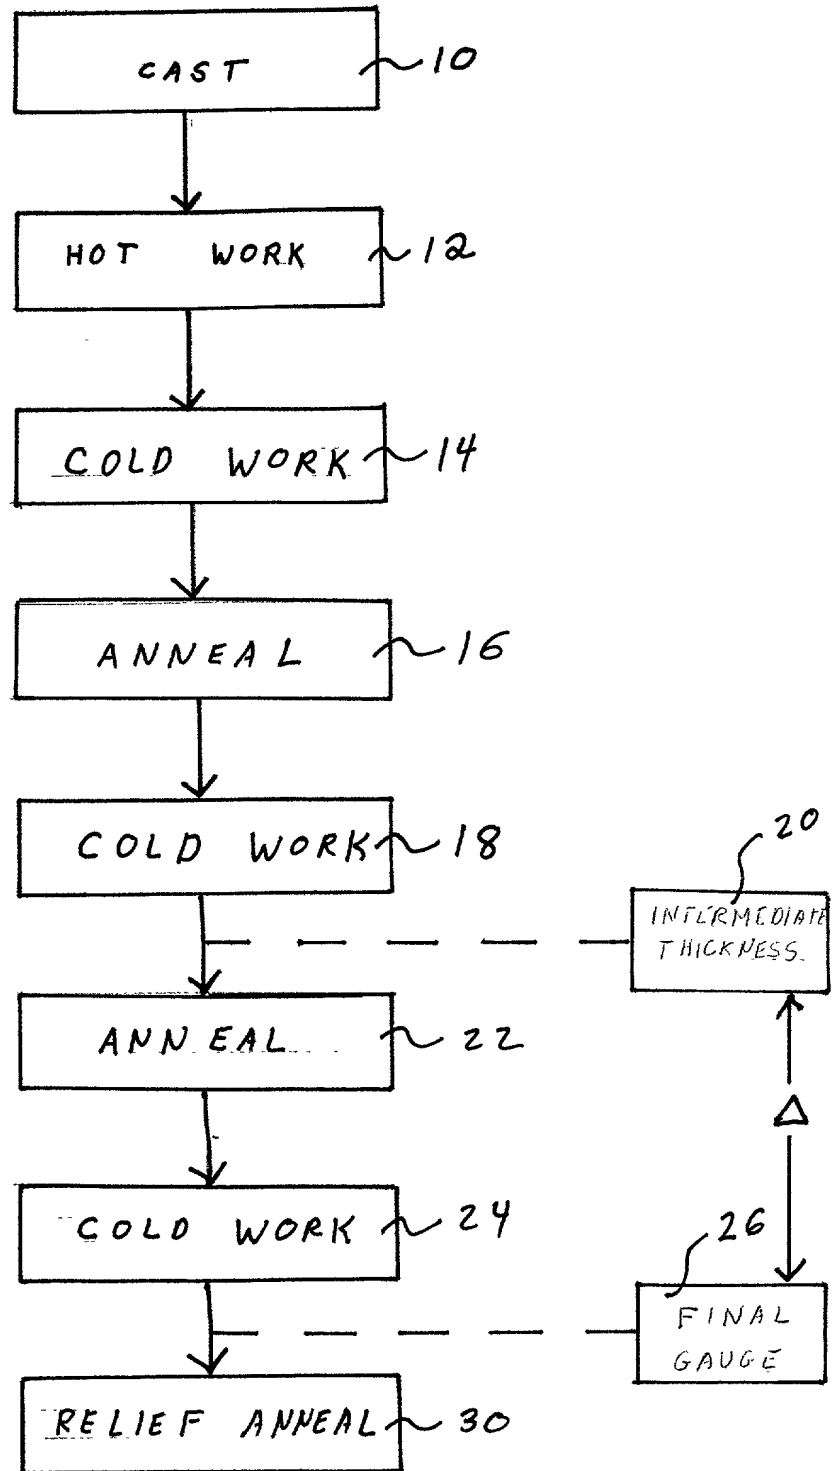 CAST
10
HOT WORK
12
COLD WORK
14
ANNEAL
16
COLD WORK
18
20
INTERMEDIATE
THICKNESS
ANNEAL
22
Δ
COLD WORK
24
26
FINAL
GAUGE
RELIEF ANNEAL
30